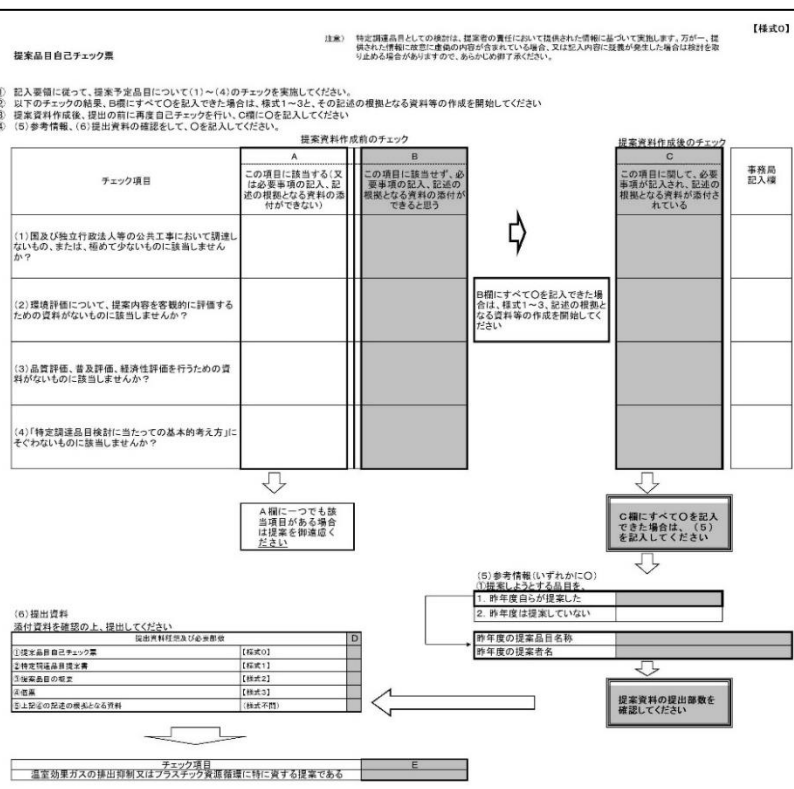 【様式0】
注意） 特定調達品目としての検討は、提案者の責任において提供された情報に基づいて実施します。万が一、提
供された情報に故意に虚偽の内容が含まれている場合、又は記入内容に疑義が発生した場合は検討を取
り止める場合がありますので、あらかじめ御了承ください。
提案品目自己チェック票
① 記入要領に従って、提案予定品目について(1)～(4)のチェックを実施してください。
② 以下のチェックの結果、B欄にすべて〇を記入できた場合は、様式1～3と、その記述の根拠となる資料等の作成を開始してください
③ 提案資料作成後、提出の前に再度自己チェックを行い、C欄に〇を記入してください
④ (5)参考情報、(6)提出資料の確認をして、〇を記入してください。
提案資料作成前のチェック
チェック項目
A
この項目に該当する(又
は必要事項の記入、記
述の根拠となる資料の添
付ができない)
B
この項目に該当せず、必
要事項の記入、記述の
根拠となる資料の添付が
できると思う
提案資料作成後のチェック
C
この項目に関して、必要
事項が記入され、記述の
根拠となる資料が添付さ
れている
事務局
記入欄
(1)国及び独立行政法人等の公共工事において調達し
ないもの、または、極めて少ないものに該当しません
か？
(2)環境評価について、提案内容を客観的に評価する
ための資料がないものに該当しませんか？
(3)品質評価、普及評価、経済性評価を行うための資
料がないものに該当しませんか？
(4)「特定調達品目検討に当たっての基本的考え方」に
そぐわないものに該当しませんか？
B欄にすべて〇を記入できた場
合は、様式1～3、記述の根拠と
なる資料等の作成を開始してく
ださい
A欄に一つでも該
当項目がある場合
は提案を御遠慮く
ださい
C欄にすべて〇を記入
できた場合は、(5)
を記入してください
(5)参考情報(いずれかに〇)
①提案しようとする品目を、
1. 昨年度自らが提案した
2. 昨年度は提案していない
昨年度の提案品目名称
昨年度の提案者名
提案資料の提出部数を
確認してください
(6)提出資料
添付資料を確認の上、提出してください
提出資料種類及び必要部数
D
①提案品目自己チェック票 【様式0】
②特定調達品目提案書 【様式1】
③提案品目の概要 【様式2】
④個票 【様式3】
⑤上記④の記述の根拠となる資料 (様式不問)
チェック項目
E
温室効果ガスの排出抑制又はプラスチック資源循環に特に資する提案である